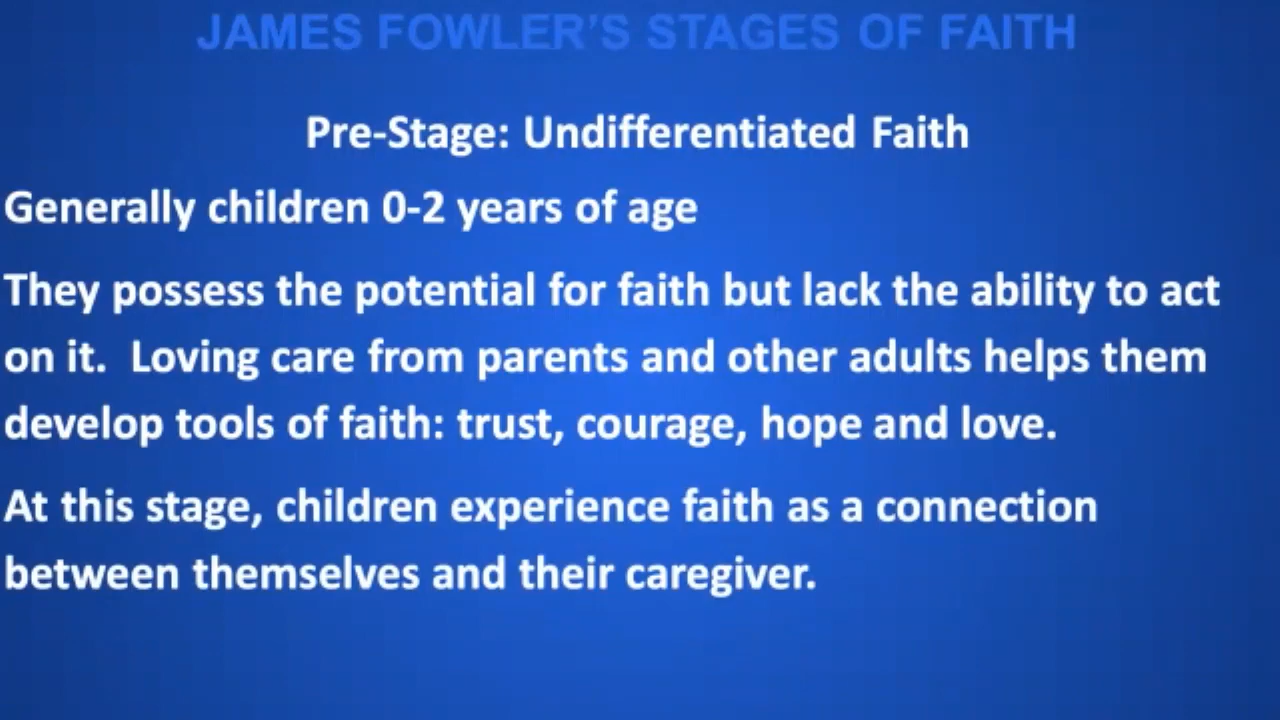 JAMES FOWLER'S STAGES OF FAITH
Pre-Stage: Undifferentiated Faith
Generally children 0-2 years of age
They possess the potential for faith but lack the ability to act
on it.  Loving care from parents and other adults helps them
develop tools of faith: trust, courage, hope and love.
At this stage, children experience faith as a connection
between themselves and their caregiver.